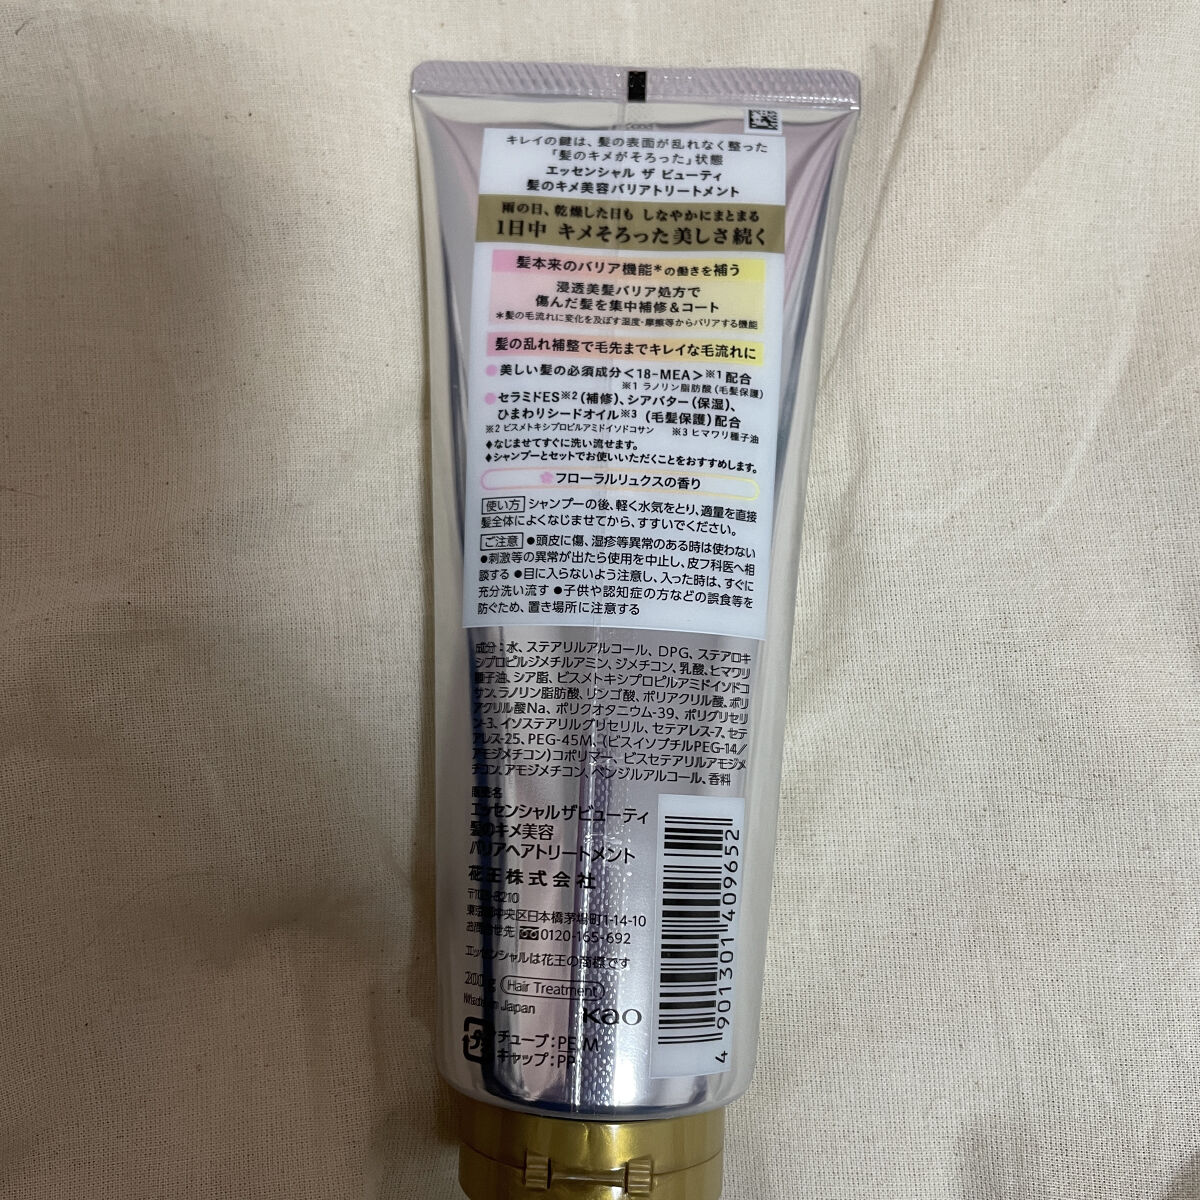 キレイの鍵は、髪の表面が乱れなく整った
「髪のキメがそろった」状態
エッセンシャル ザ ビューティ
髪のキメ美容バリアトリートメント
雨の日、乾燥した日も しなやかにまとまる
1日中 キメそろった美しさ続く
髪本来のバリア機能*の働きを補う
浸透美髪バリア処方で
傷んだ髪を集中補修&コート
*髪の毛流れに変化を及ぼす湿度・摩擦等からバリアする機能
髪の乱れ補整で毛先までキレイな毛流れに
●美しい髪の必須成分<18-MEA>※1配合
※1 ラノリン脂肪酸(毛髪保護)
●セラミドES※2(補修)、シアバター(保湿)、
ひまわりシードオイル※3 (毛髪保護)配合
※2 ビスメトキシプロピルアミドイソドコサン ※3 ヒマワリ種子油
♦なじませてすぐに洗い流せます。
♦シャンプーとセットでお使いいただくことをおすすめします。
フローラルリュクスの香り
使い方 シャンプーの後、軽く水気をとり、適量を直接
髪全体によくなじませてから、すすいでください。
ご注意 ●頭皮に傷、湿疹等異常のある時は使わない
●刺激等の異常が出たら使用を中止し、皮フ科医へ相
談する ●目に入らないよう注意し、入った時は、すぐに
充分洗い流す ●子供や認知症の方などの誤食等を
防ぐため、置き場所に注意する
成分:水、ステアリルアルコール、DPG、ステアロキ
シプロピルジメチルアミン、ジメチコン、乳酸、ヒマワリ
種子油、シア脂、ビスメトキシプロピルアミドイソドコ
サン、ラノリン脂肪酸、リンゴ酸、ポリアクリル酸、ポリ
アクリル酸Na、ポリクオタニウム-39、ポリグリセリ
ン-3、イソステアリルグリセリル、セテアレス-7、セテ
アレス-25、PEG-45M、(ビスイソブチルPEG-14/
アモジメチコン)コポリマー、ビスセテアリルアモジメ
チコン、アモジメチコン、ベンジルアルコール、香料
販売名
エッセンシャル ザ ビューティ
髪のキメ美容
バリアヘアトリートメント
花王株式会社
〒103-8210
東京都中央区日本橋茅場町1-14-10
お問合せ先 0120-165-692
エッセンシャルは花王の商標です
200g Hair Treatment
Made in Japan
Kao
プラ チューブ:PE,M
キャップ:PP
4 901301 409652